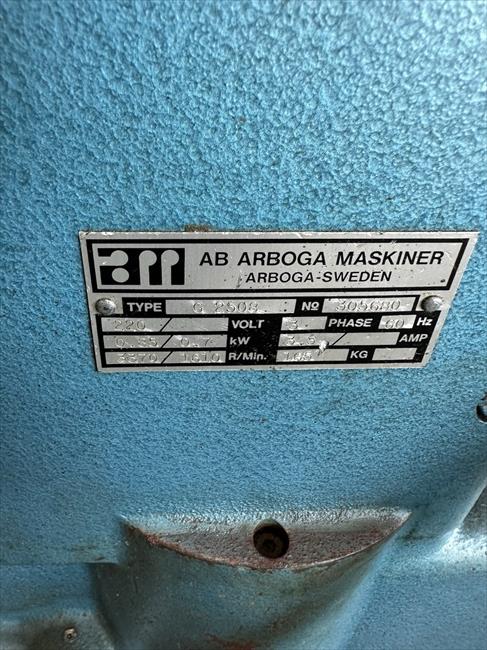 am
AB ARBOGA MASKINER
ARBOGA-SWEDEN
TYPE G 2508 No 305680
220 / VOLT 3 PHASE 60 Hz
0.35 / 0.7 kW 3.5 / AMP
3370 / 1610 R/Min. 105 KG